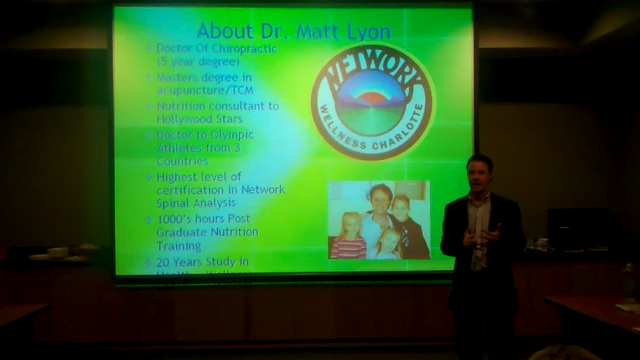 About Dr. Matt Lyon
Doctor Of Chiropractic
(5 year degree)
Masters degree in
acupuncture/TCM
Nutrition consultant to
Hollywood Stars
Doctor to Olympic
Athletes from 3
Countries
Highest level of
certification in Network
Spinal Analysis
1000's hours Post
Graduate Nutrition
Training
20 Years Study in
NETWORK
WELLNESS CHARLOTTE